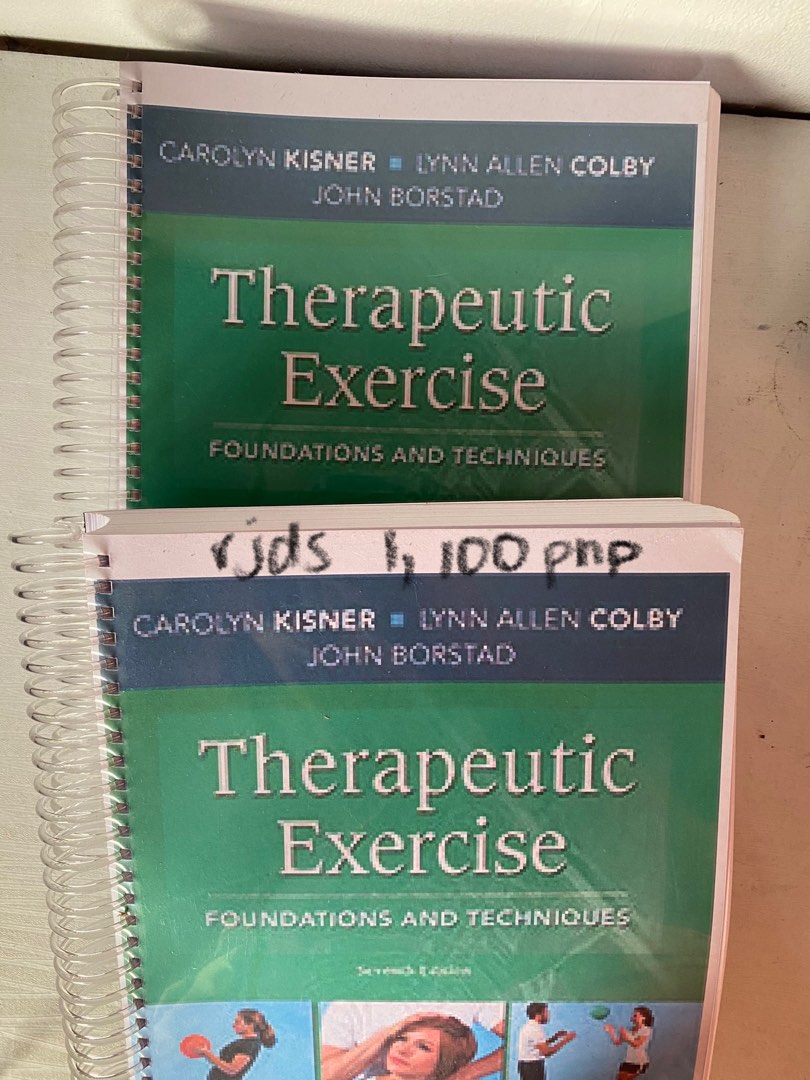 CAROLYN KISNER ▪ LYNN ALLEN COLBY
JOHN BORSTAD
Therapeutic
Exercise
FOUNDATIONS AND TECHNIQUES
rjds 1,100 pnp
CAROLYN KISNER ▪ LYNN ALLEN COLBY
JOHN BORSTAD
Therapeutic
Exercise
FOUNDATIONS AND TECHNIQUES
Seventh Edition